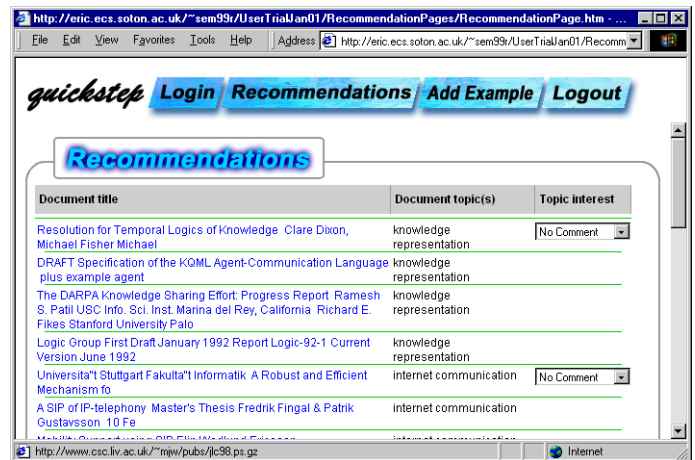 http://eric.ecs.soton.ac.uk/~sem99r/UserTrialJan01/RecommendationPages/RecommendationPage.htm - ...
File Edit View Favorites Tools Help Address http://eric.ecs.soton.ac.uk/~sem99r/UserTrialJan01/Recomm
quickstep Login Recommendations Add Example Logout
Recommendations
Document title Document topic(s) Topic interest
Resolution for Temporal Logics of Knowledge Clare Dixon, knowledge No Comment
Michael Fisher Michael representation
DRAFT Specification of the KQML Agent-Communication Language knowledge
plus example agent representation
The DARPA Knowledge Sharing Effort: Progress Report Ramesh knowledge
S. Patil USC Info. Sci. Inst. Marina del Rey, California Richard E. representation
Fikes Stanford University Palo
Logic Group First Draft January 1992 Report Logic-92-1 Current knowledge
Version June 1992 representation
Universita"t Stuttgart Fakulta"t Informatik A Robust and Efficient internet communication No Comment
Mechanism fo
A SIP of IP-telephony Master's Thesis Fredrik Fingal & Patrik internet communication
Gustavsson 10 Fe
http://www.csc.liv.ac.uk/~mjw/pubs/jlc98.ps.gz Internet